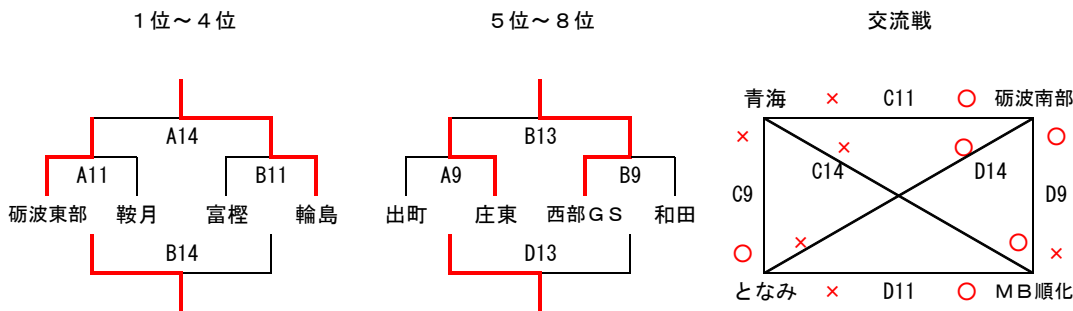 １位～４位 ５位～８位 交流戦
青海 × C11 ○ 砺波南部
A14 B13 × ○
× ○
A11 B11 A9 B9 C14 D14
C9 D9
砺波東部 鞍月 富樫 輪島 出町 庄東 西部ＧＳ 和田
B14 D13 ○ × ○ ×
となみ × D11 ○ ＭＢ順化